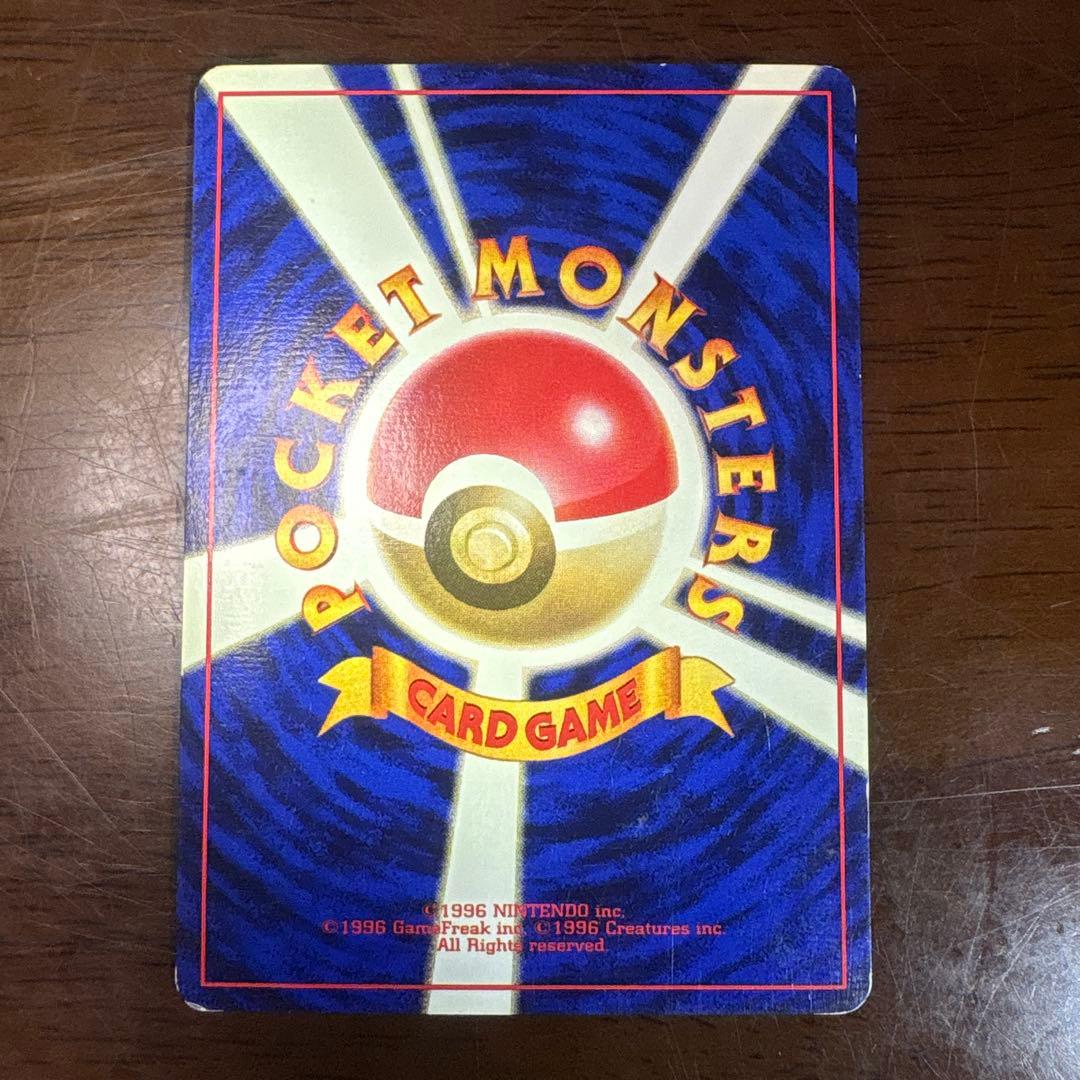 POCKET MONSTERS
CARD GAME
©1996 NINTENDO inc.
©1996 GameFreak inc. ©1996 Creatures inc.
All Rights reserved.